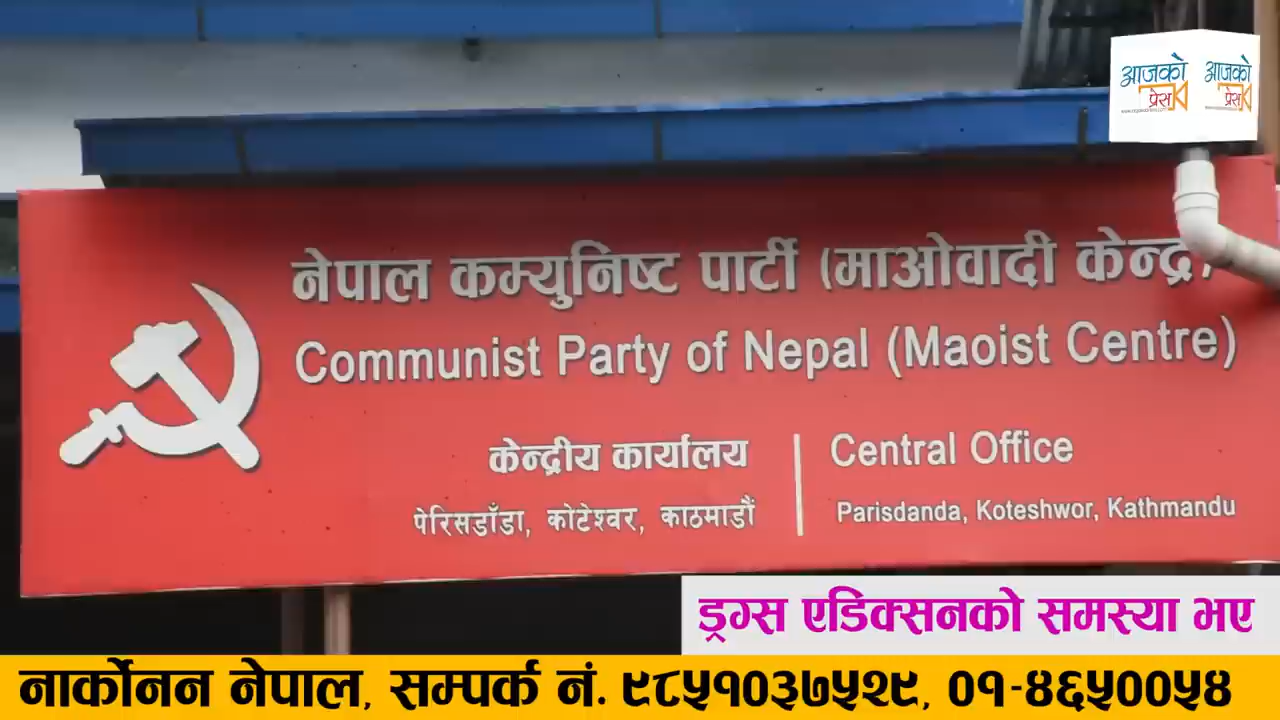 आजको
प्रेस
आजको
प्रेस
नेपाल कम्युनिष्ट पार्टी (माओवादी केन्द्र)
Communist Party of Nepal (Maoist Centre)
केन्द्रीय कार्यालय
पेरिसडाँडा, कोटेश्वर, काठमाडौं
Central Office
Parisdanda, Koteshwor, Kathmandu
ड्रग्स एडिक्सनको समस्या भए
नार्कोनन नेपाल, सम्पर्क नं. ९८५१०३७५२९, ०१-४६५००५४